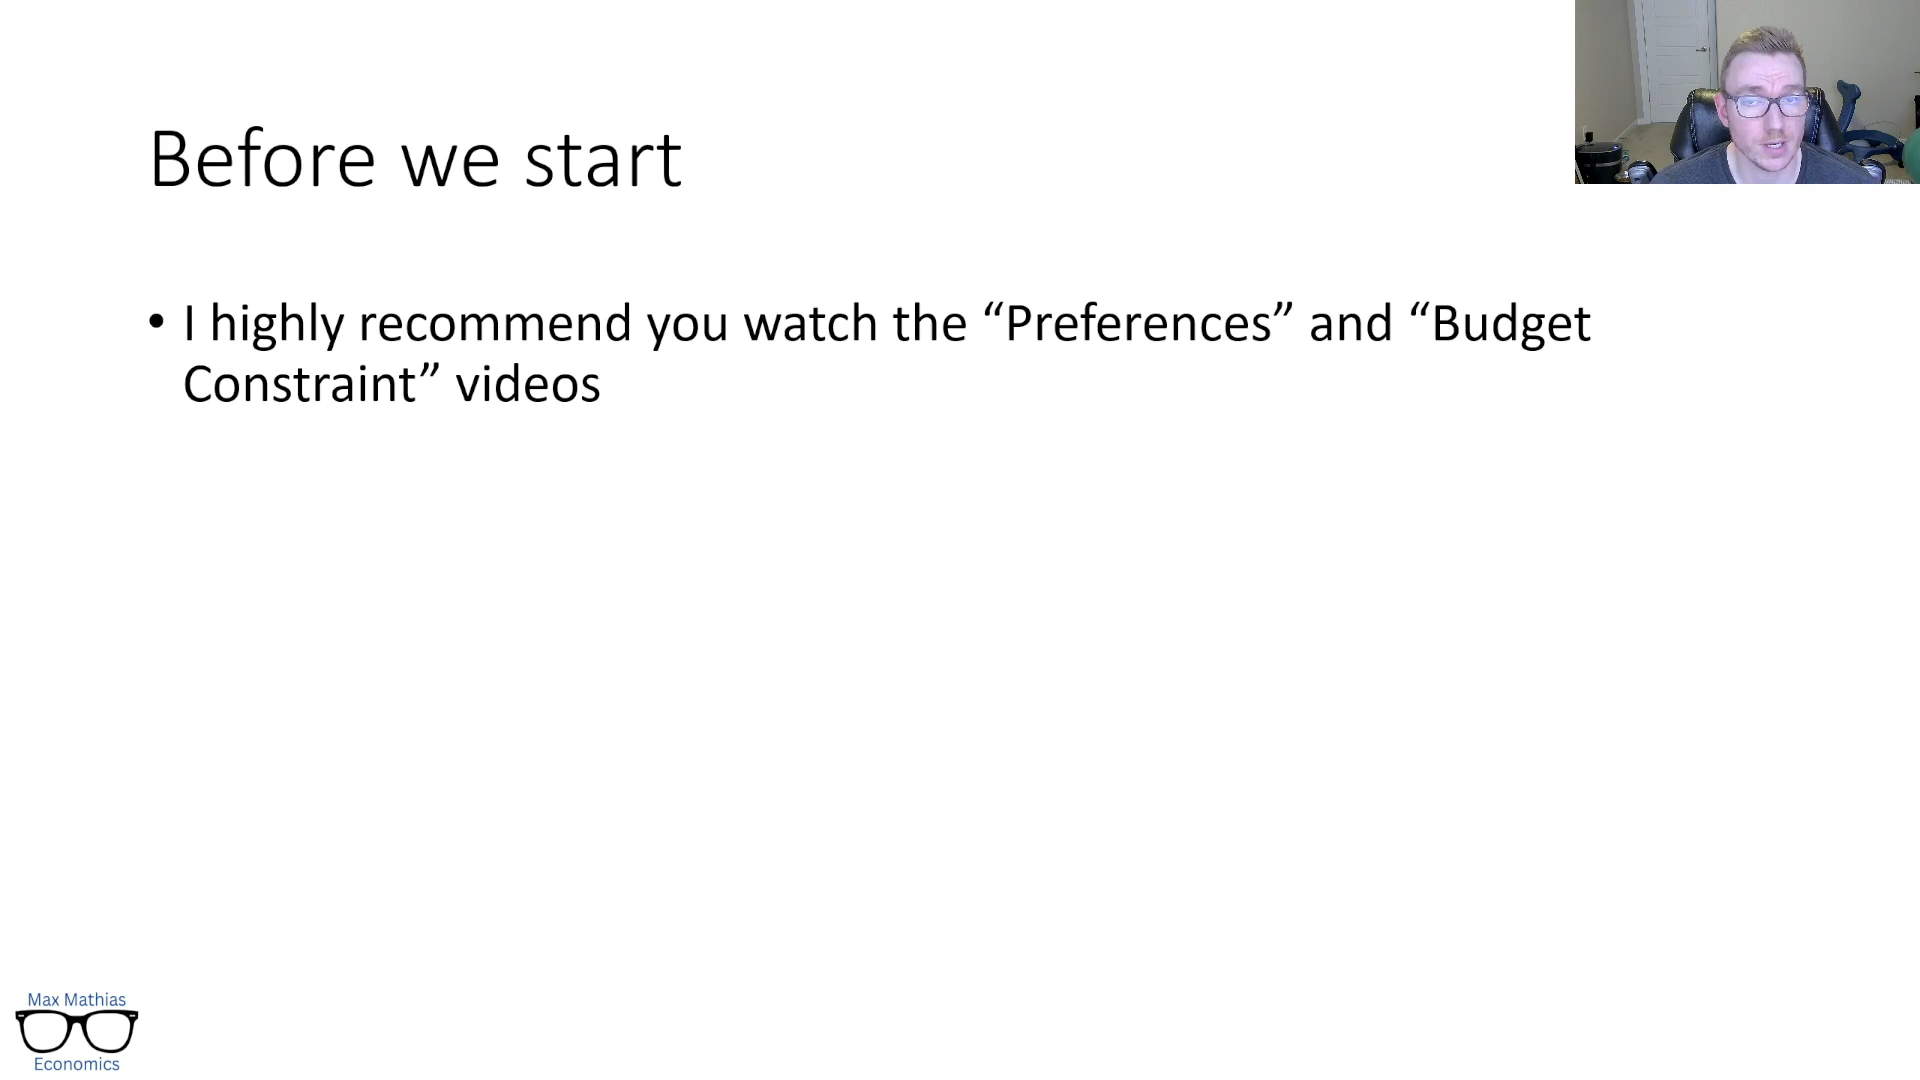 Before we start
• I highly recommend you watch the “Preferences” and “Budget
Constraint” videos
Max Mathias
Economics